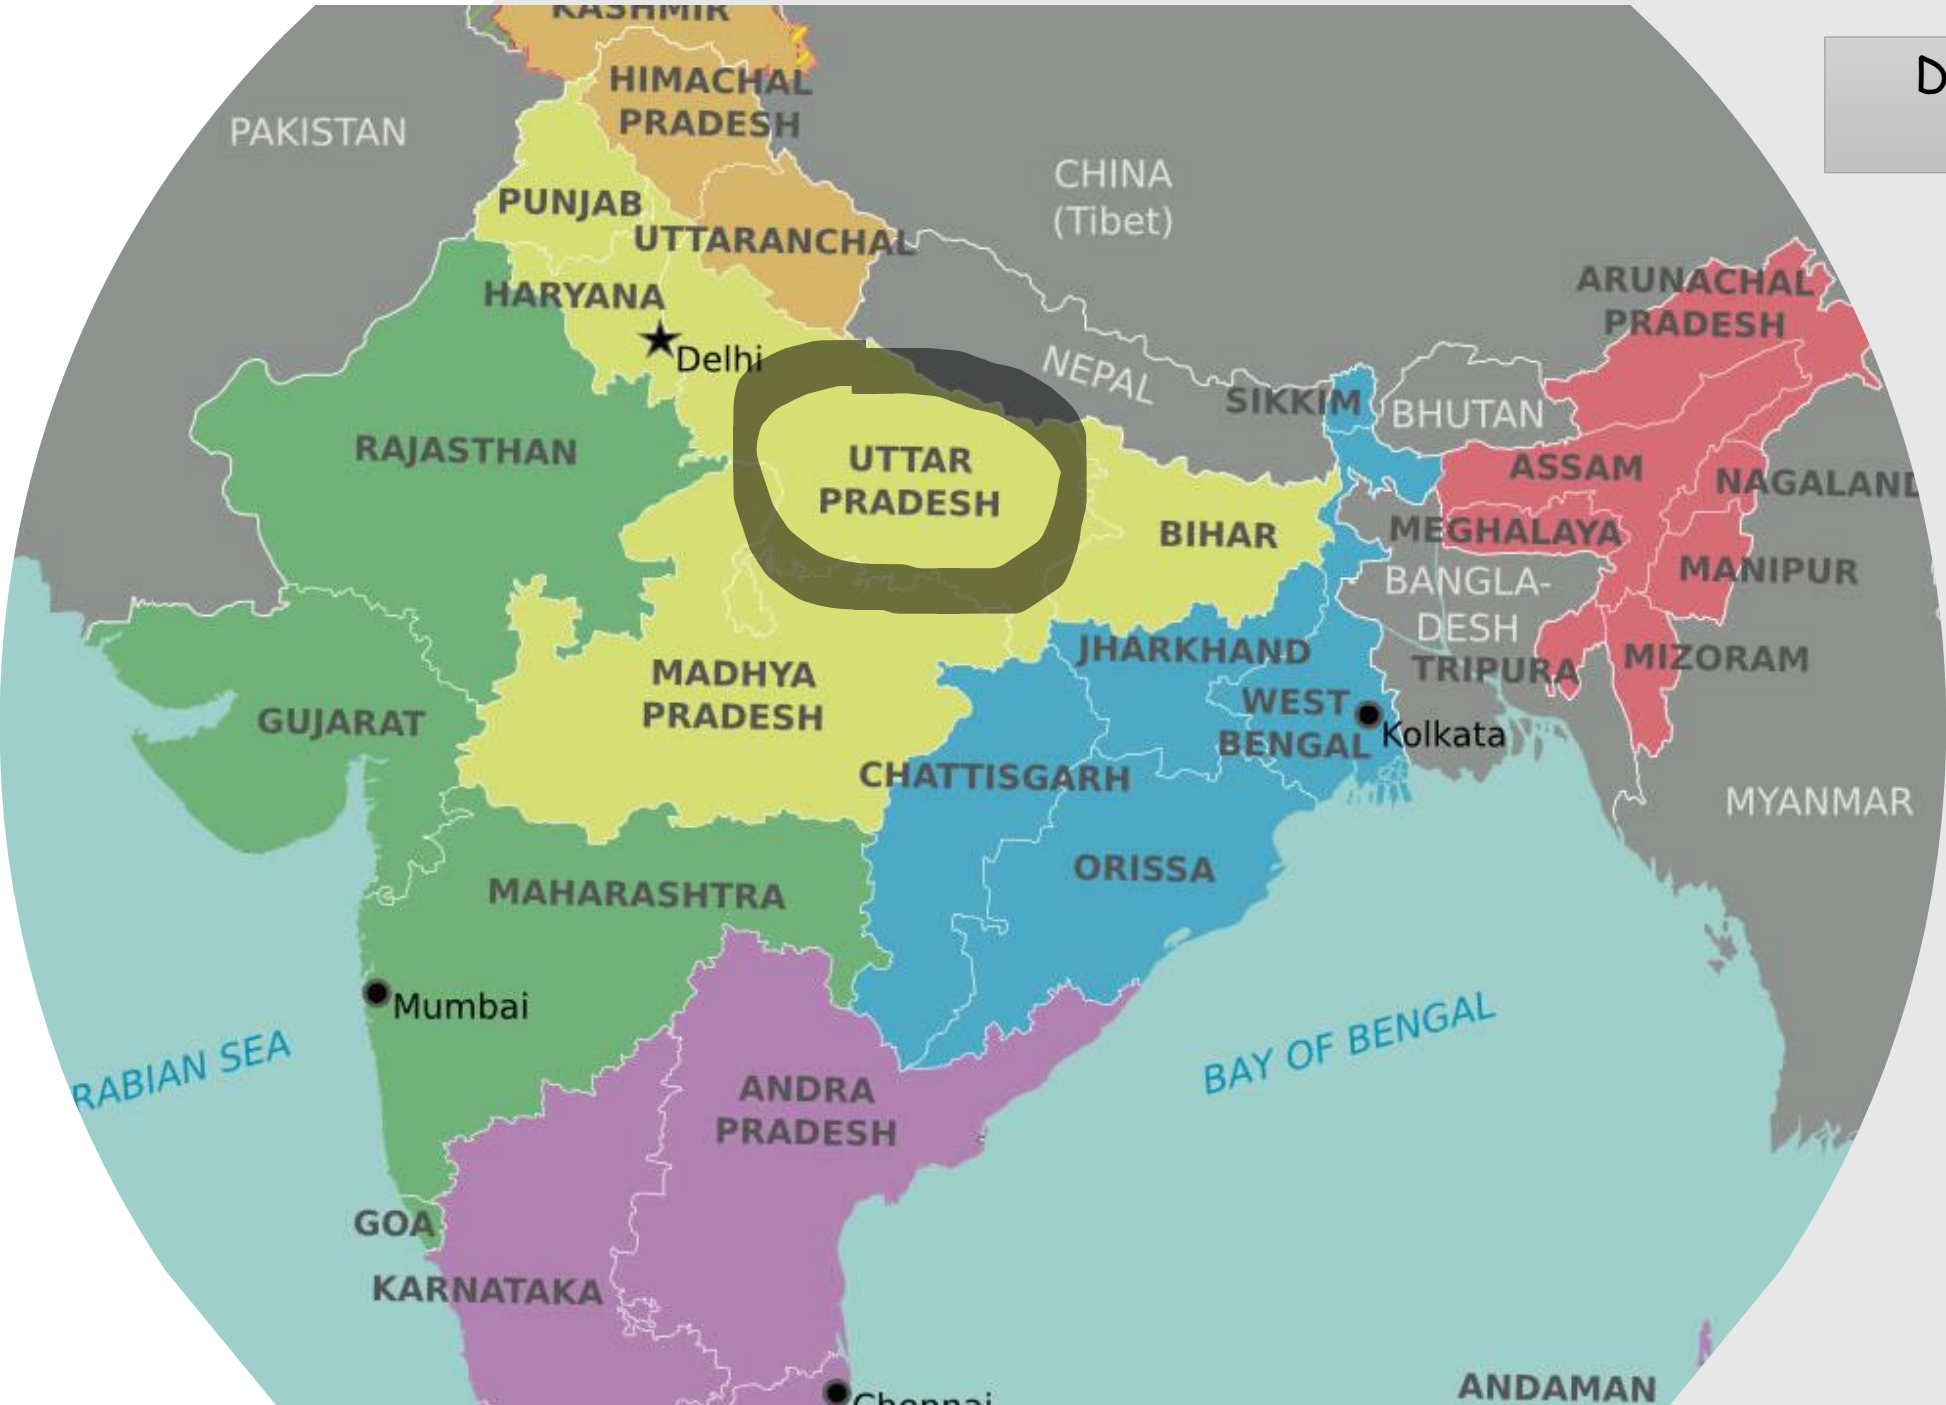 KASHMIR
HIMACHAL
PRADESH
PAKISTAN
CHINA
(Tibet)
PUNJAB
UTTARANCHAL
HARYANA
Delhi
ARUNACHAL
PRADESH
NEPAL
SIKKIM
BHUTAN
RAJASTHAN
UTTAR
PRADESH
ASSAM
NAGALAND
BIHAR
MEGHALAYA
MANIPUR
BANGLA-
DESH
JHARKHAND
TRIPURA
MIZORAM
MADHYA
PRADESH
GUJARAT
WEST
BENGAL
Kolkata
CHATTISGARH
MYANMAR
ORISSA
MAHARASHTRA
Mumbai
RABIAN SEA
BAY OF BENGAL
ANDRA
PRADESH
GOA
KARNATAKA
Chennai
ANDAMAN
D